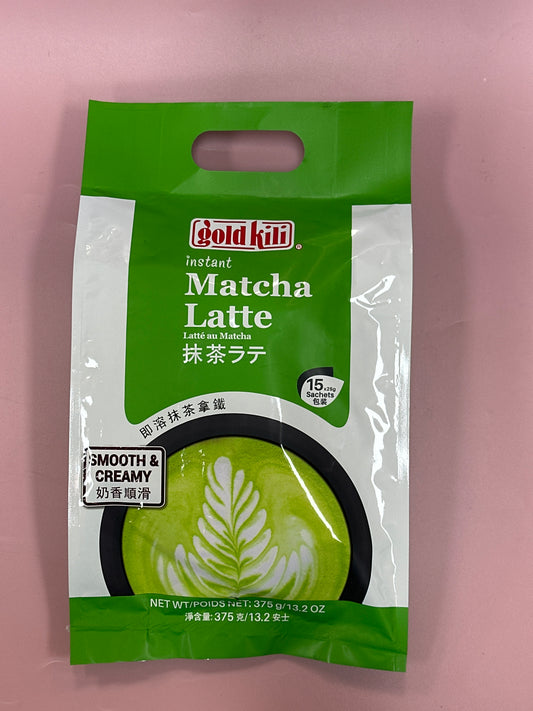 gold kili
®
instant
Matcha
Latte
Latté au Matcha
抹茶ラテ
15 x25g
Sachets
包装
即溶抹茶拿鐵
SMOOTH &
CREAMY
奶香順滑
NET WT/POIDS NET: 375 g/13.2 OZ
淨含量: 375 克/13.2 安士